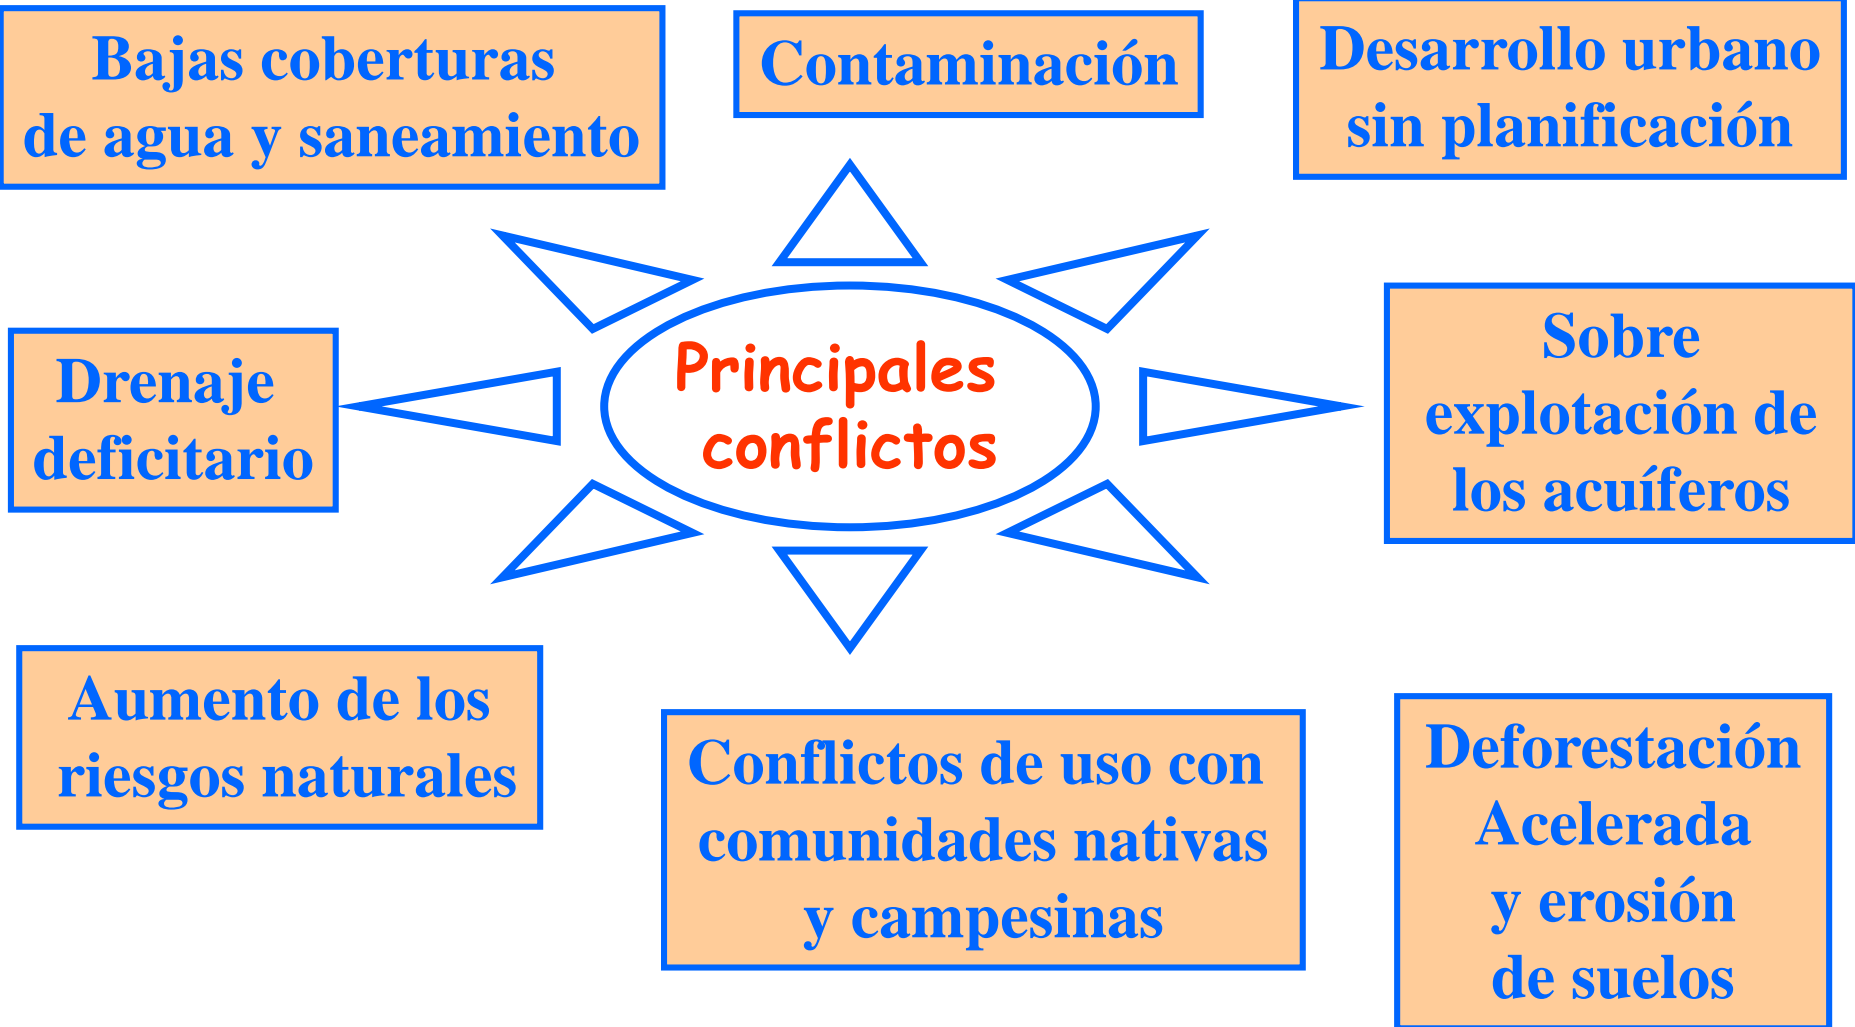 Bajas coberturas
de agua y saneamiento
Contaminación
Desarrollo urbano
sin planificación
Drenaje
deficitario
Principales
conflictos
Sobre
explotación de
los acuíferos
Aumento de los
riesgos naturales
Conflictos de uso con
comunidades nativas
y campesinas
Deforestación
Acelerada
y erosión
de suelos